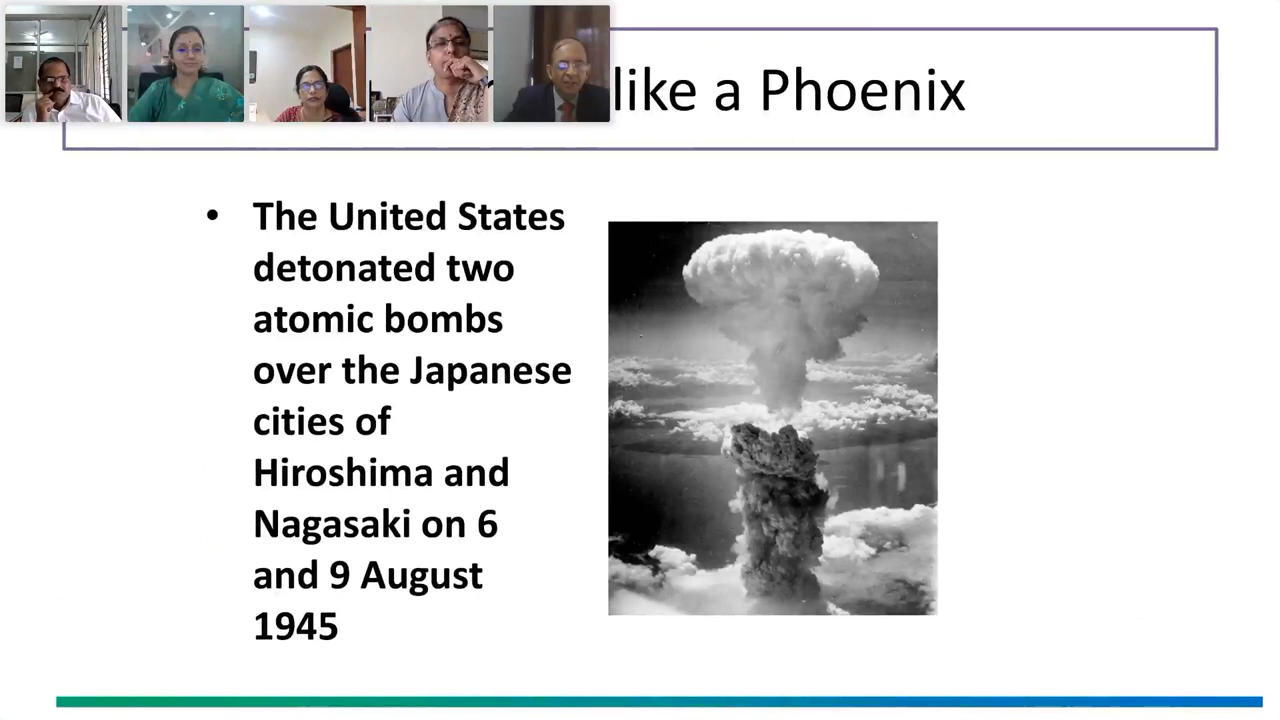 like a Phoenix
• The United States
detonated two
atomic bombs
over the Japanese
cities of
Hiroshima and
Nagasaki on 6
and 9 August
1945